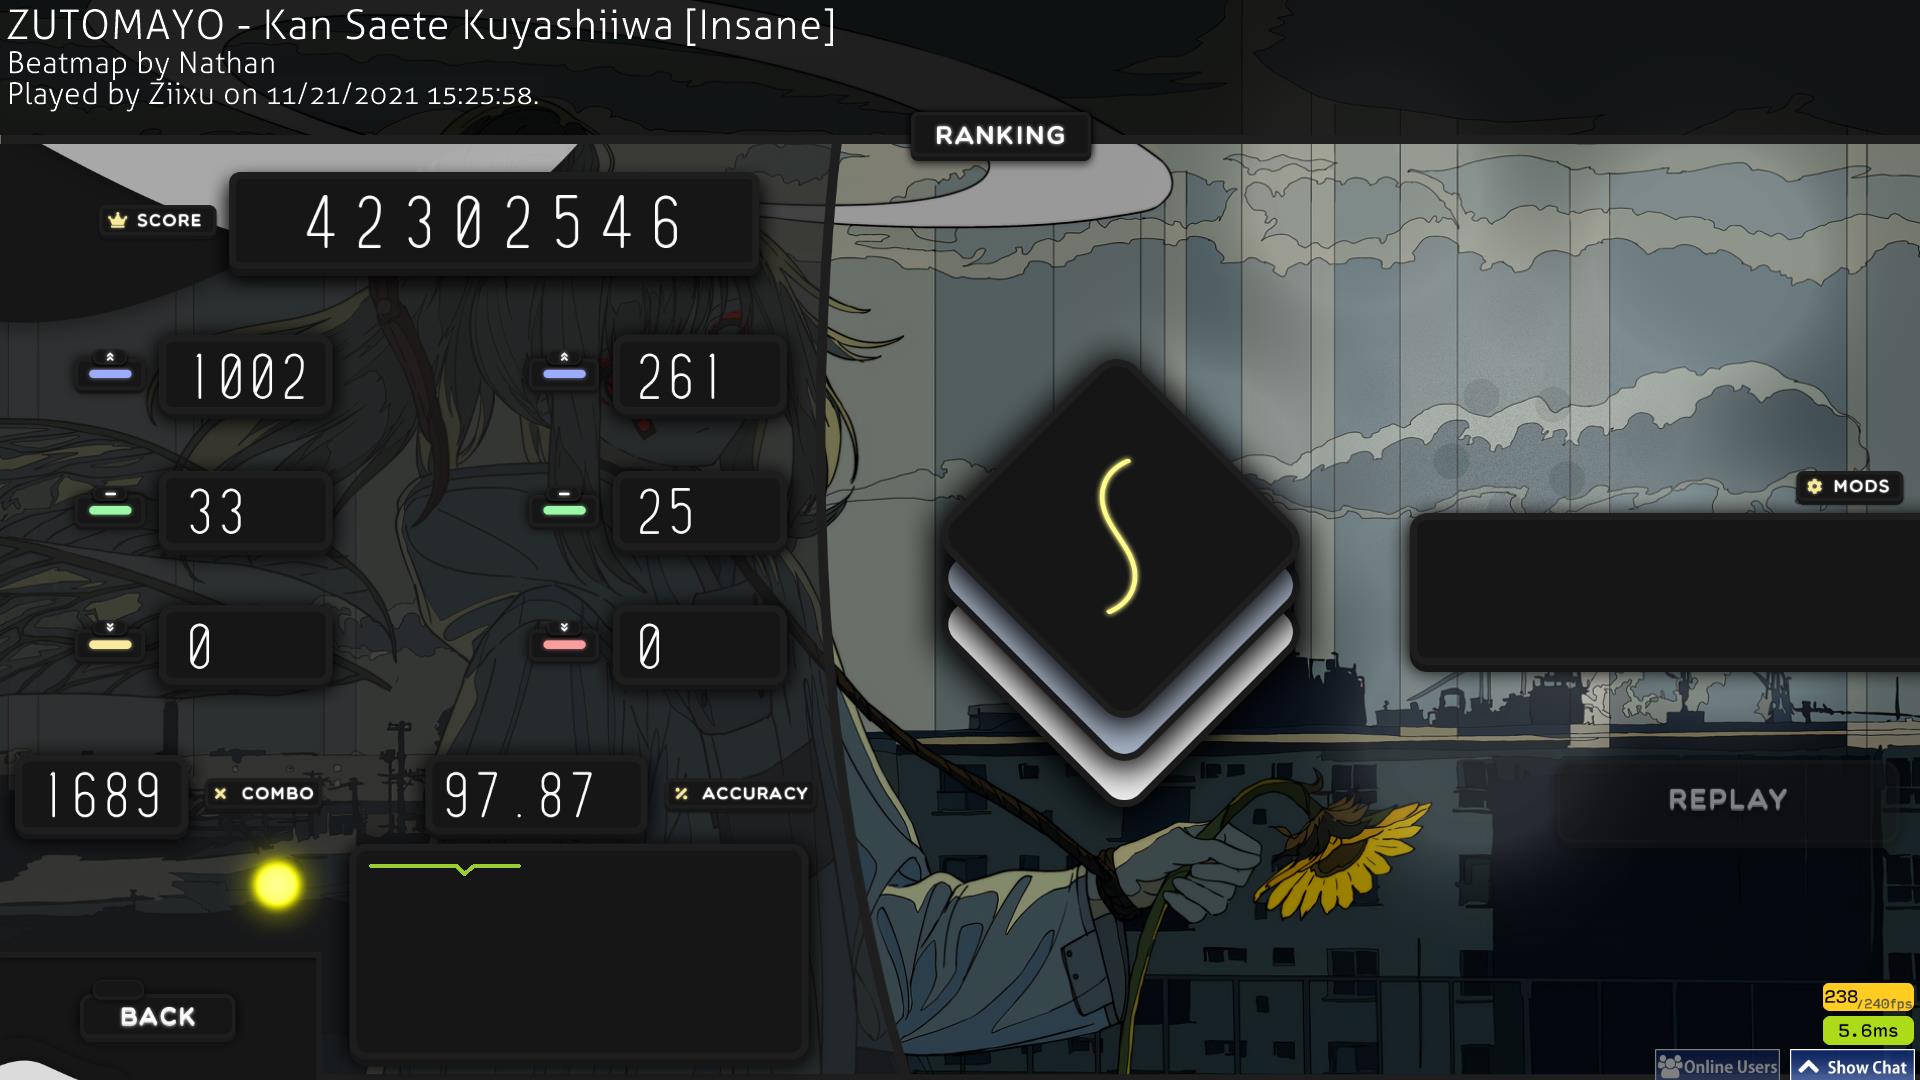 ZUTOMAYO - Kan Saete Kuyashiiwa [Insane]
Beatmap by Nathan
Played by Ziixu on 11/21/2021 15:25:58.
RANKING
SCORE
42302546
1002
261
33
25
MODS
0
0
1689
COMBO
97.87
ACCURACY
S
REPLAY
BACK
238/240fps
5.6ms
Online Users
Show Chat